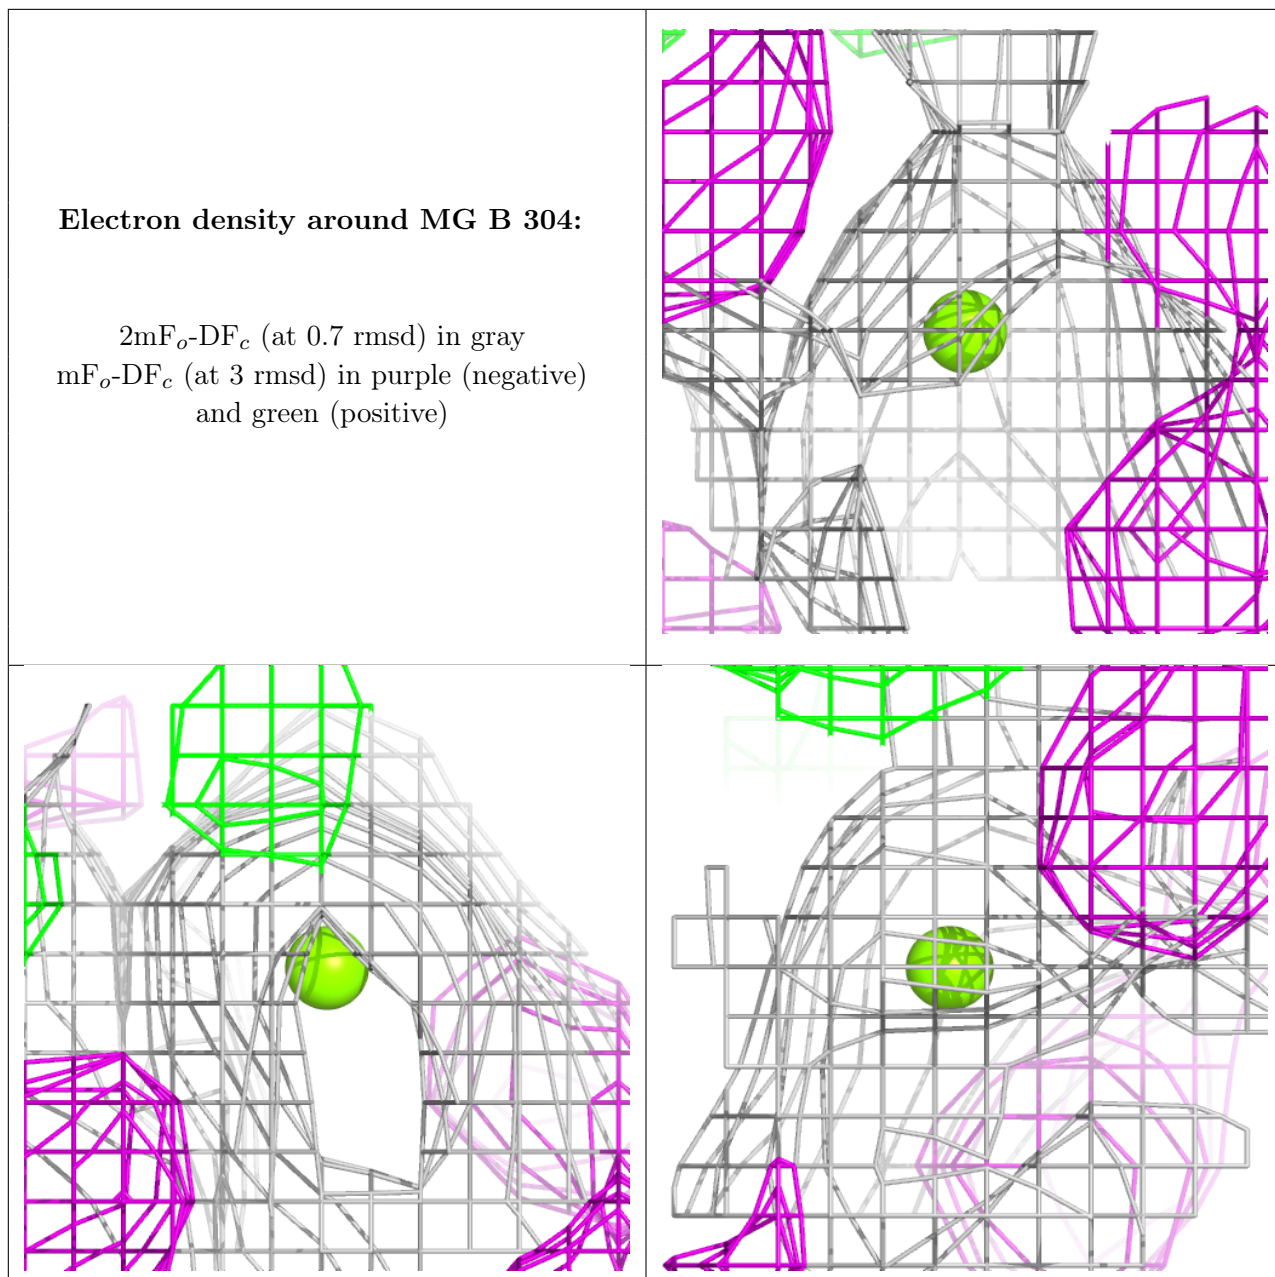 Electron density around MG B 304:
2mFo-DFc (at 0.7 rmsd) in gray
mFo-DFc (at 3 rmsd) in purple (negative)
and green (positive)